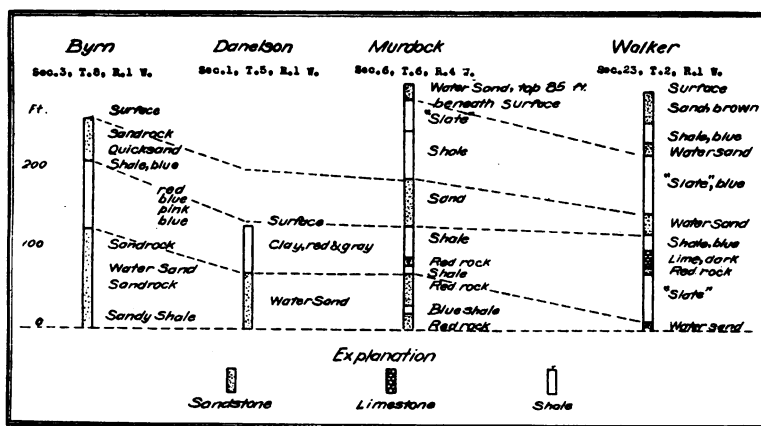 Byrn Danelson Murdock Walker
Sec.3, T.8, R.1 W. Sec.1, T.5, R.1 W. Sec.6, T.6, R.4 W. Sec.23, T.2, R.1 W.
Ft.
200
100
0
Surface
Sandrock
Quicksand
Shale, blue
red
blue
pink
blue
Sandrock
Water Sand
Sandrock
Sandy Shale
Surface
Clay, red & gray
Water Sand
Water Sand, top 85 ft.
beneath Surface
"Slate"
Shale
Sand
Shale
Red rock
Shale
Red rock
Blue shale
Red rock
Surface
Sand, brown
Shale, blue
Water sand
"Slate", blue
Water Sand
Shale, blue
Lime, dark
Red rock
"Slate"
Water sand
Explanation
Sandstone Limestone Shale